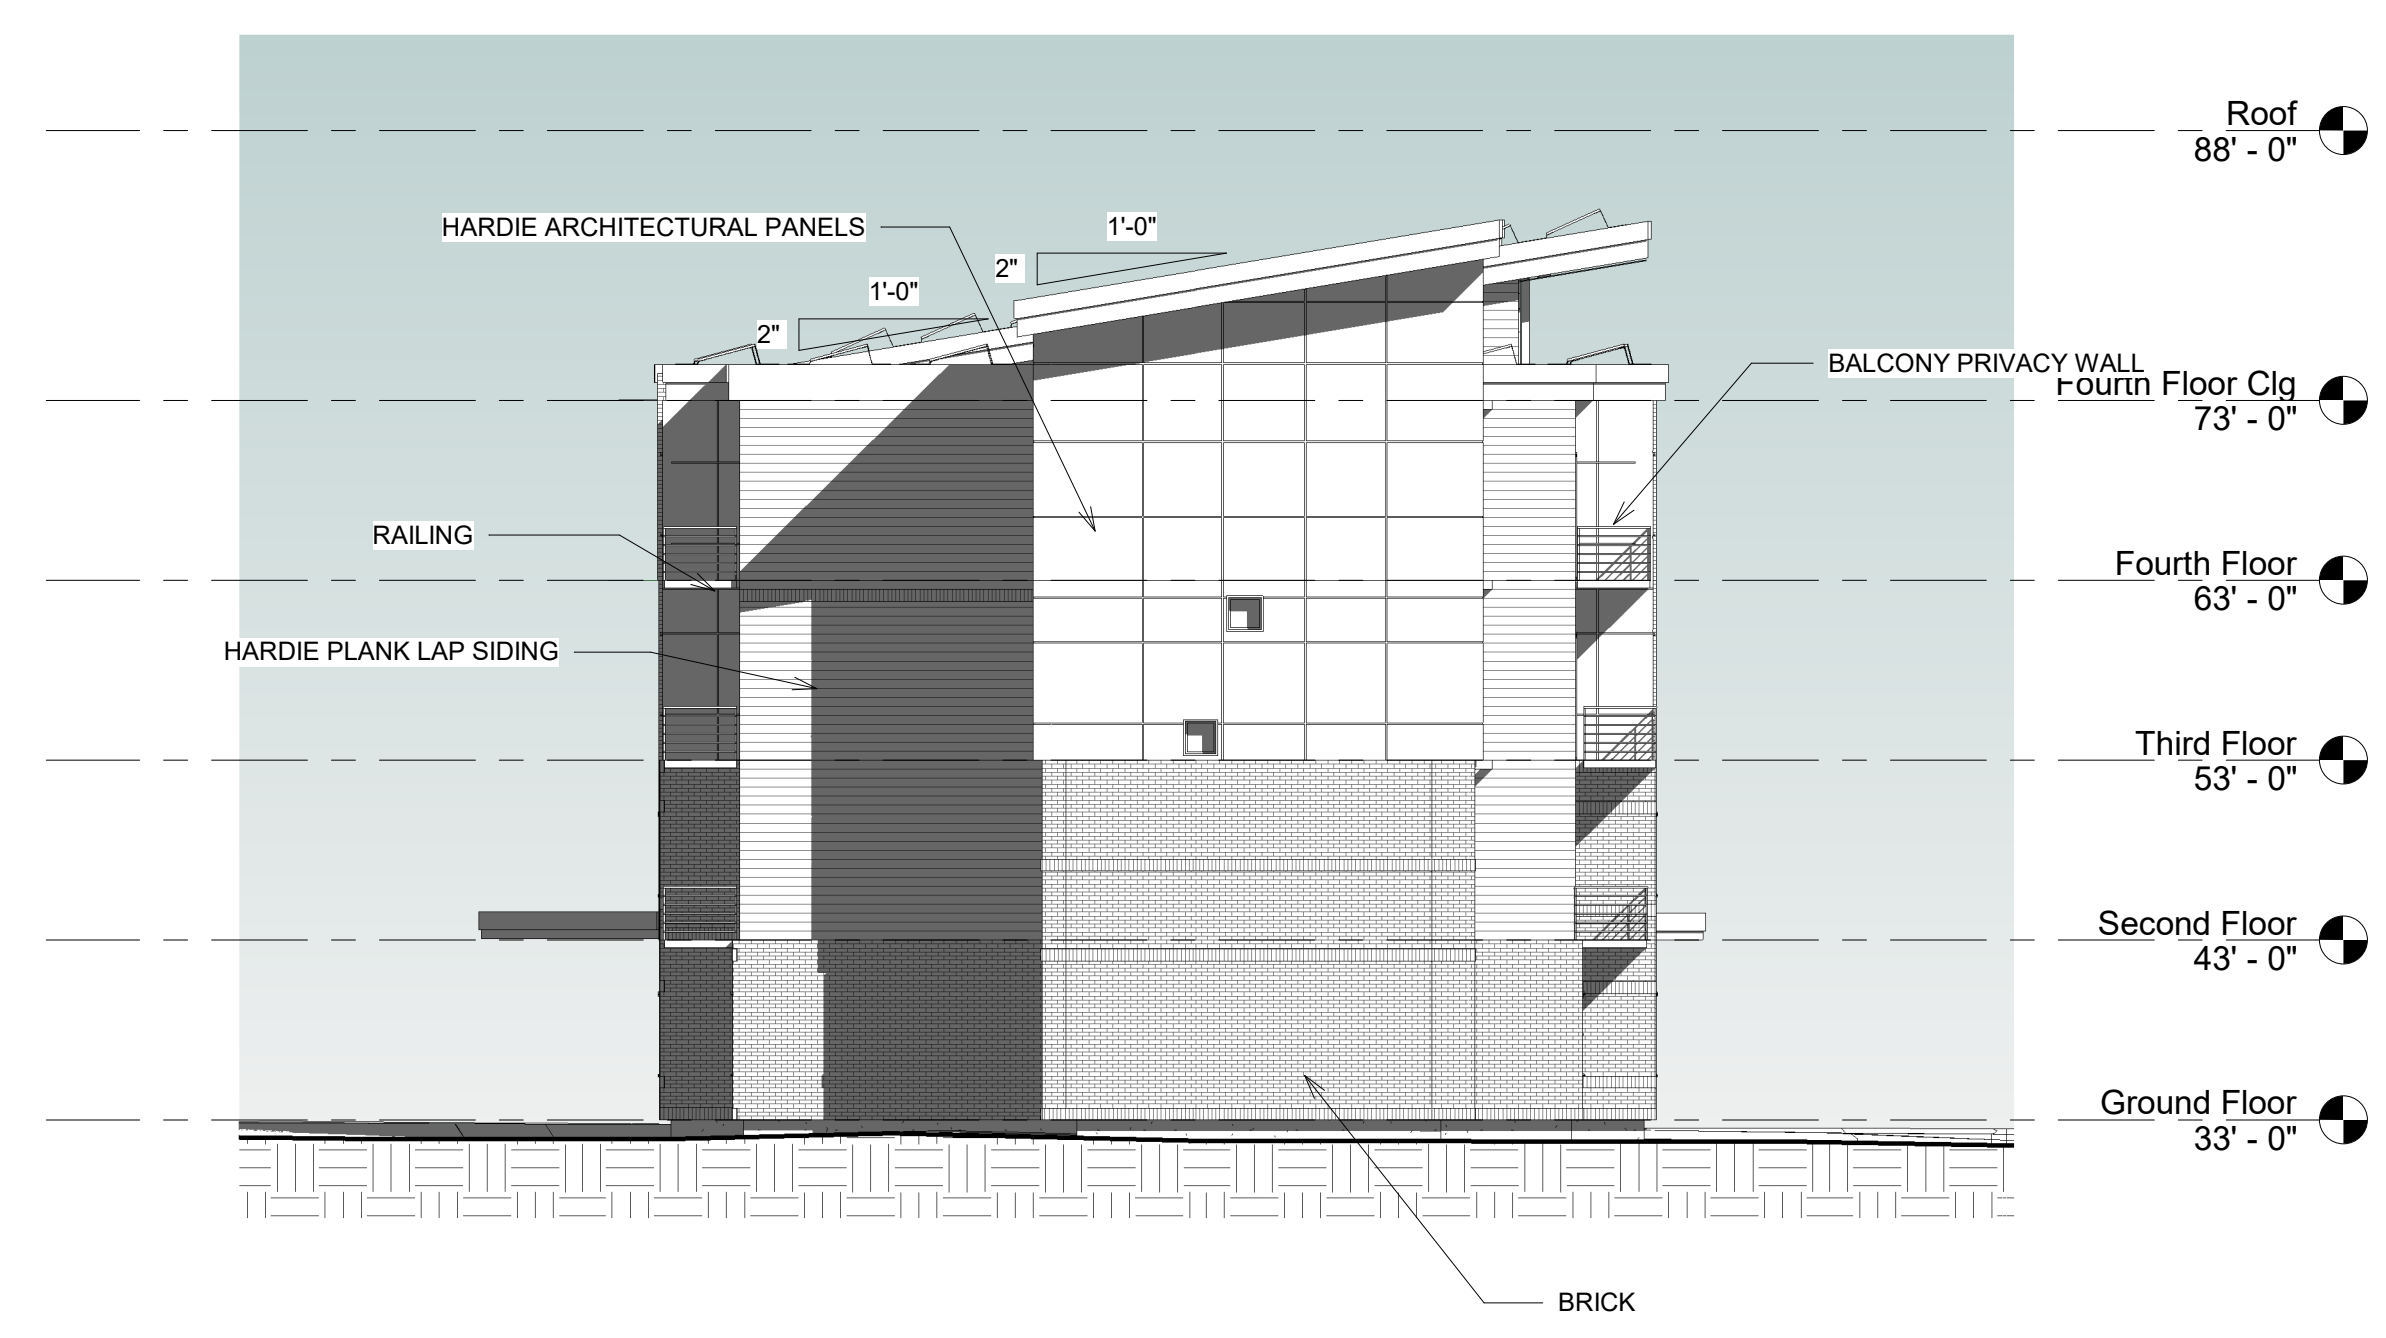 Roof
88' - 0"
HARDIE ARCHITECTURAL PANELS
1'-0"
2"
1'-0"
2"
BALCONY PRIVACY WALL
Fourth Floor Clg
73' - 0"
RAILING
Fourth Floor
63' - 0"
HARDIE PLANK LAP SIDING
Third Floor
53' - 0"
Second Floor
43' - 0"
Ground Floor
33' - 0"
BRICK